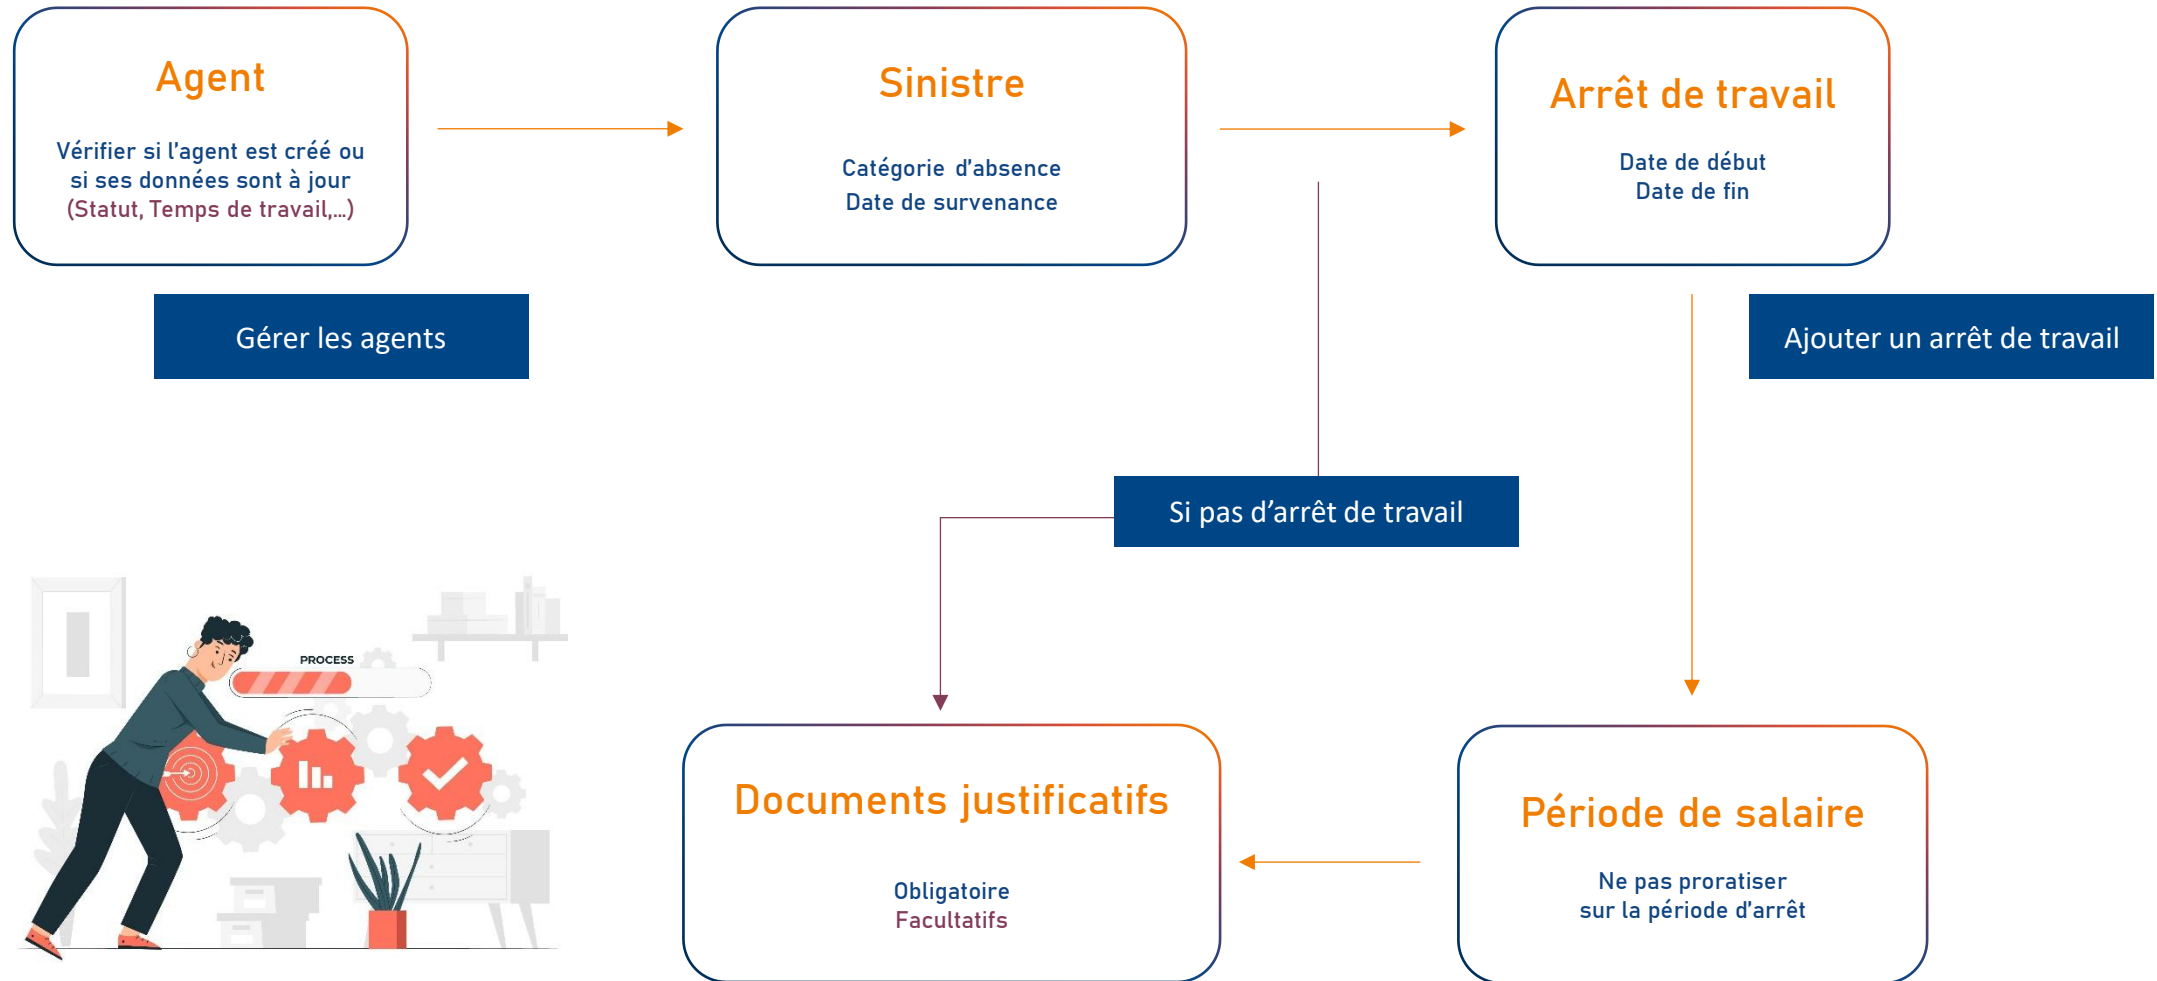 Agent
Vérifier si l'agent est créé ou
si ses données sont à jour
(Statut, Temps de travail,...)
Gérer les agents
Sinistre
Catégorie d'absence
Date de survenance
Arrêt de travail
Date de début
Date de fin
Ajouter un arrêt de travail
Si pas d'arrêt de travail
PROCESS
Documents justificatifs
Obligatoire
Facultatifs
Période de salaire
Ne pas proratiser
sur la période d'arrêt